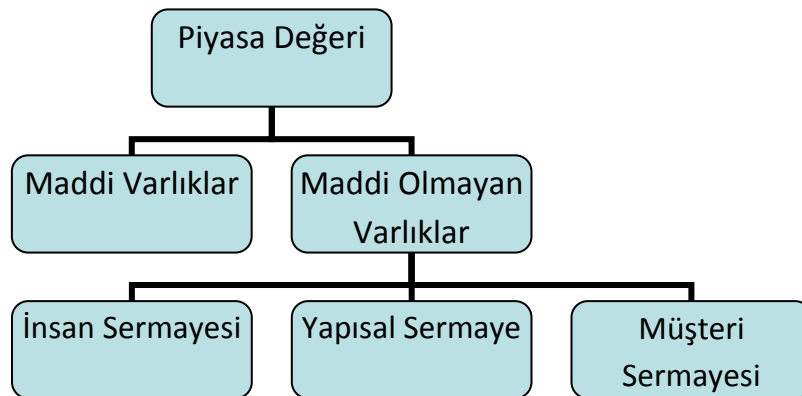 Piyasa Değeri
Maddi Varlıklar
Maddi Olmayan
Varlıklar
İnsan Sermayesi
Yapısal Sermaye
Müşteri
Sermayesi